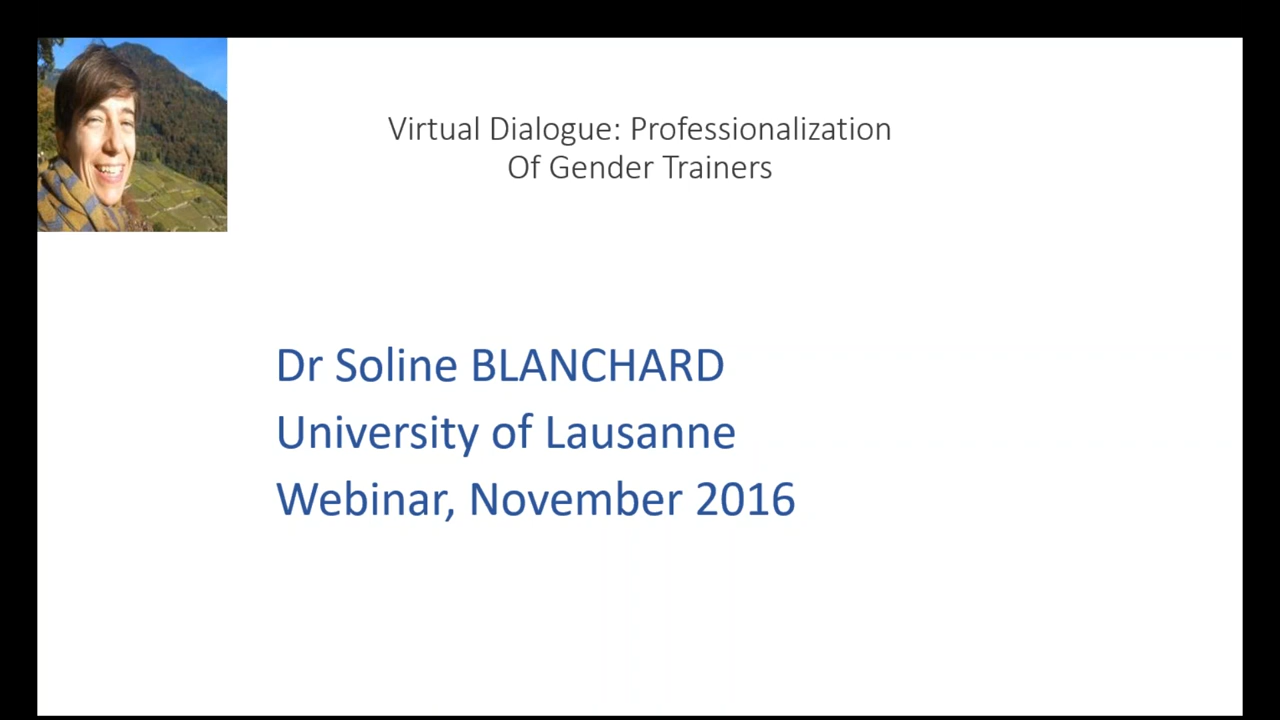 Virtual Dialogue: Professionalization
Of Gender Trainers
Dr Soline BLANCHARD
University of Lausanne
Webinar, November 2016